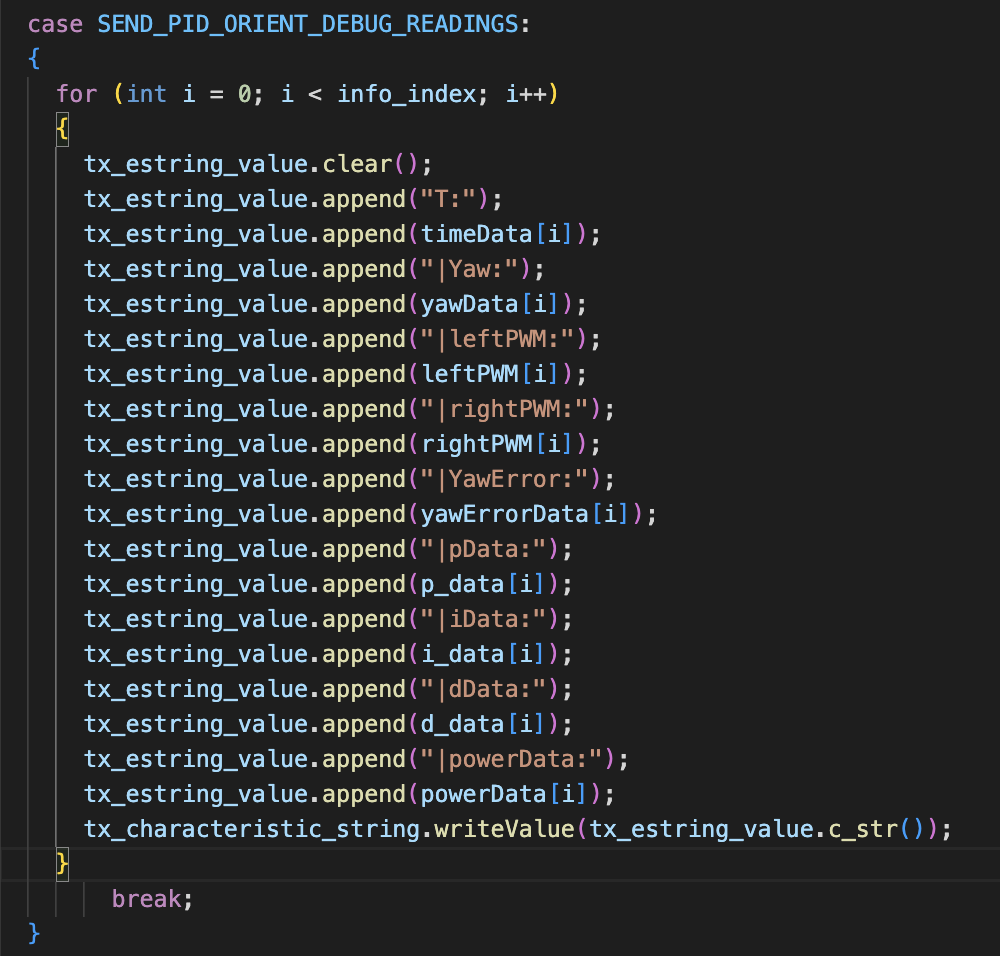 case SEND_PID_ORIENT_DEBUG_READINGS:
{
for (int i = 0; i < info_index; i++)
{
tx_estring_value.clear();
tx_estring_value.append("T:");
tx_estring_value.append(timeData[i]);
tx_estring_value.append("|Yaw:");
tx_estring_value.append(yawData[i]);
tx_estring_value.append("|leftPWM:");
tx_estring_value.append(leftPWM[i]);
tx_estring_value.append("|rightPWM:");
tx_estring_value.append(rightPWM[i]);
tx_estring_value.append("|YawError:");
tx_estring_value.append(yawErrorData[i]);
tx_estring_value.append("|pData:");
tx_estring_value.append(p_data[i]);
tx_estring_value.append("|iData:");
tx_estring_value.append(i_data[i]);
tx_estring_value.append("|dData:");
tx_estring_value.append(d_data[i]);
tx_estring_value.append("|powerData:");
tx_estring_value.append(powerData[i]);
tx_characteristic_string.writeValue(tx_estring_value.c_str());
}
break;
}